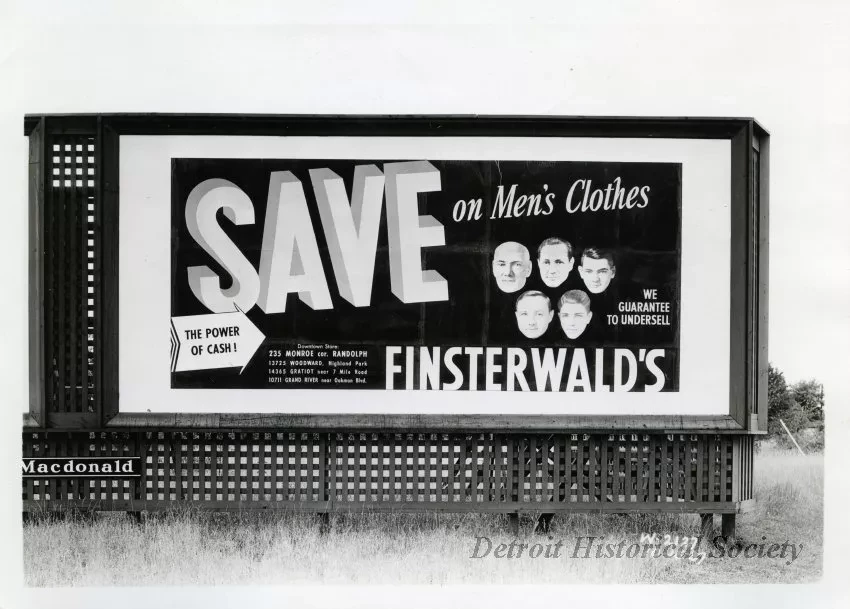 SAVE
on Men's Clothes
THE POWER
OF CASH!
Downtown Store:
235 MONROE cor. RANDOLPH
13725 WOODWARD, Highland Park
14365 GRATIOT near 7 Mile Road
10711 GRAND RIVER near Oakman Blvd.
WE
GUARANTEE
TO UNDERSELL
FINSTERWALD'S
Macdonald
Detroit Historical Society